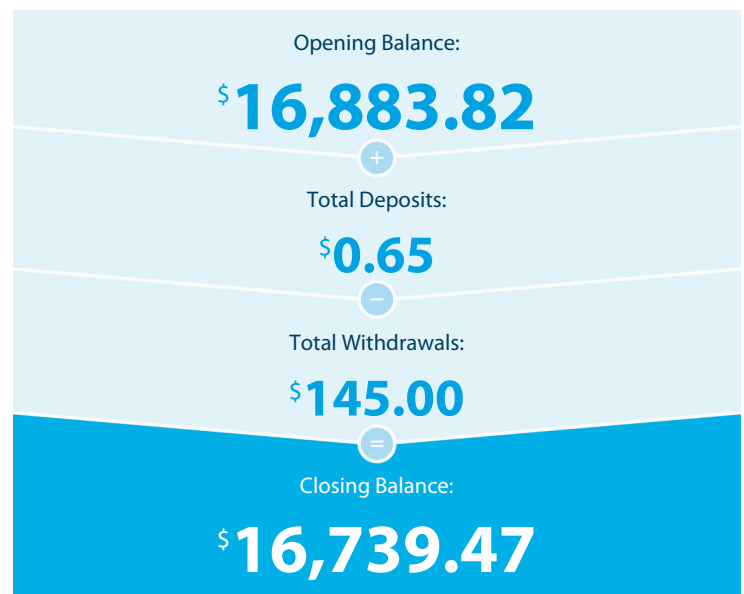 Opening Balance:
$16,883.82
+
Total Deposits:
$0.65
−
Total Withdrawals:
$145.00
=
Closing Balance:
$16,739.47